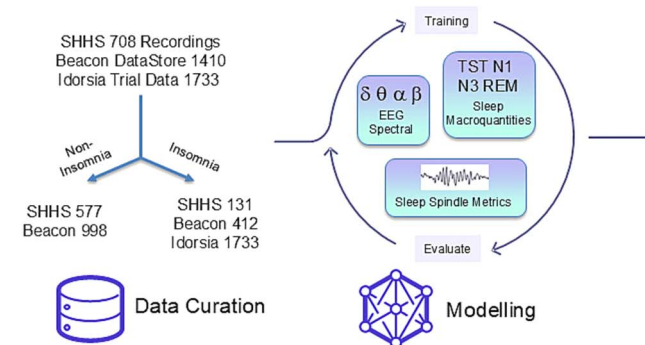 SHHS 708 Recordings
Beacon DataStore 1410
Idorsia Trial Data 1733
Non-
Insomnia
Insomnia
SHHS 577
Beacon 998
SHHS 131
Beacon 412
Idorsia 1733
Data Curation
Training
δ θ α β
EEG
Spectral
TST N1
N3 REM
Sleep
Macroquantities
Sleep Spindle Metrics
Evaluate
Modelling